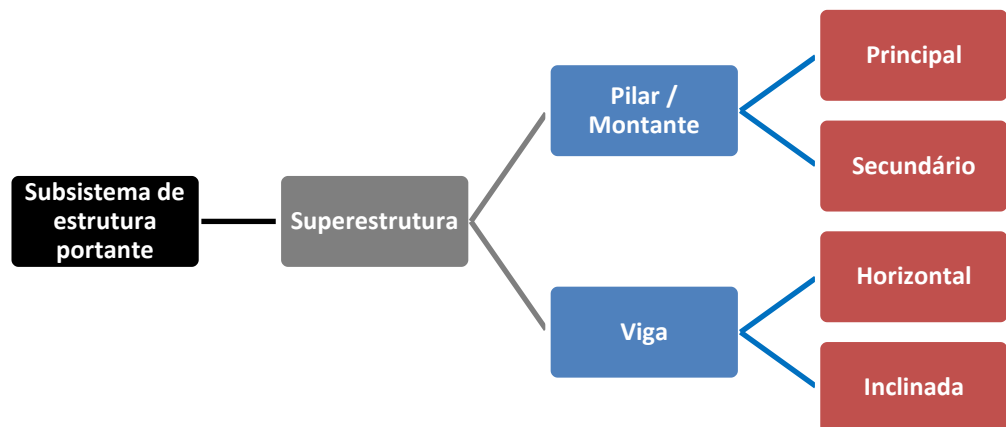 Subsistema de
estrutura
portante
Superestrutura
Pilar /
Montante
Principal
Secundário
Viga
Horizontal
Inclinada